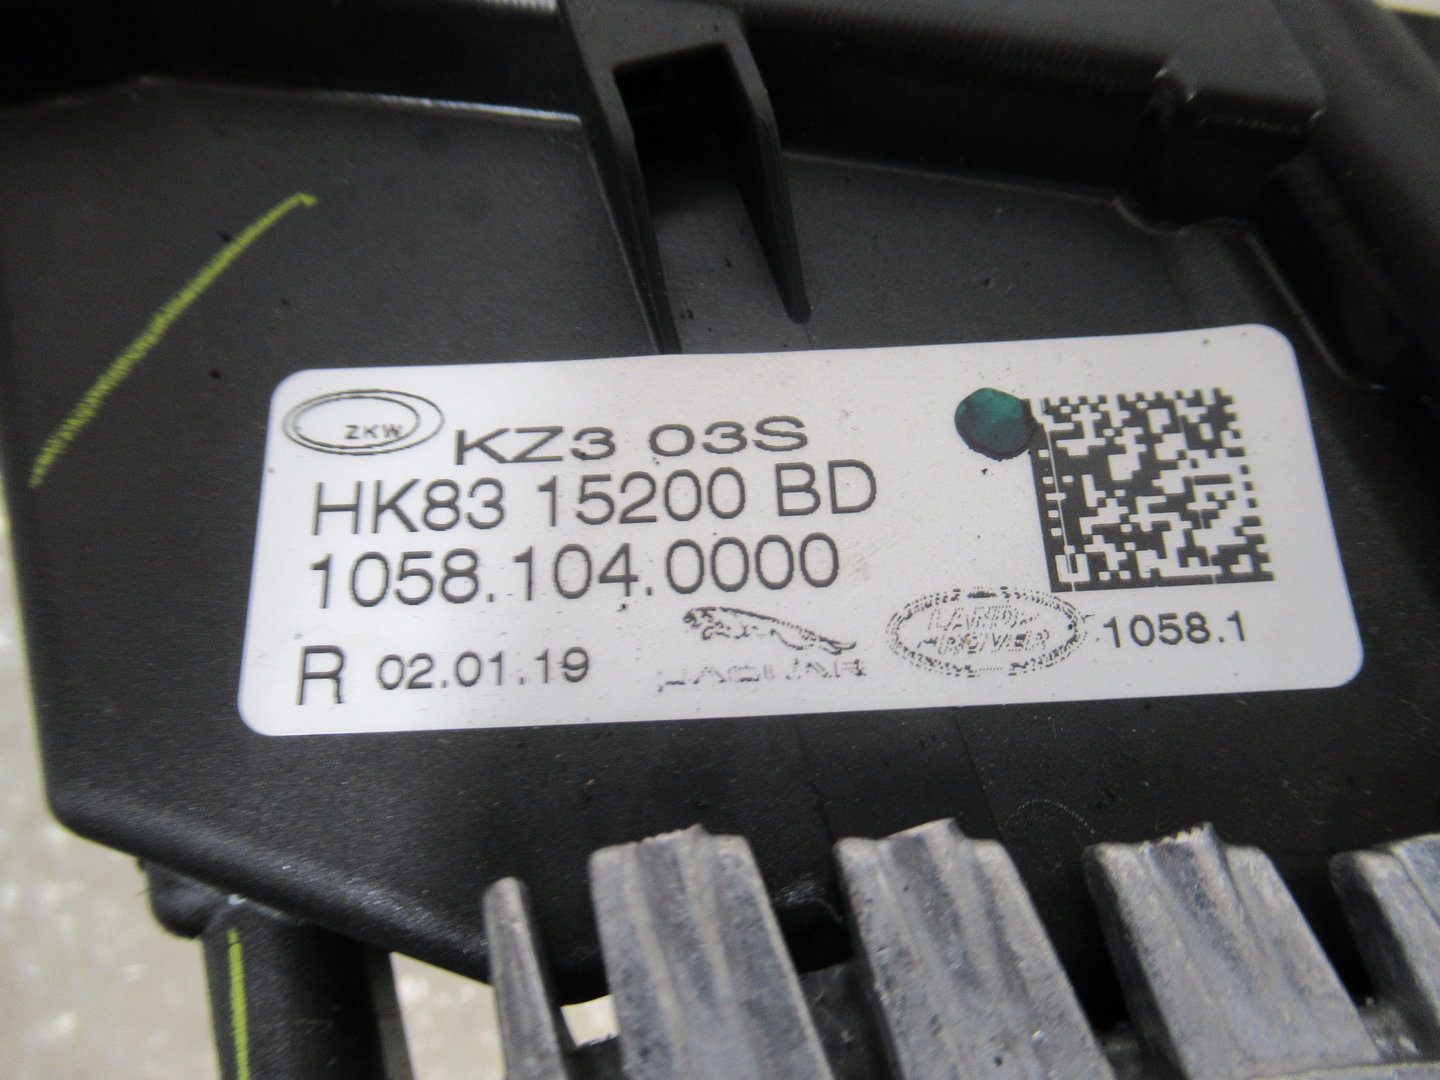 ZKW
KZ3 03S
HK83 15200 BD
1058.104.0000
R 02.01.19
JAGUAR
LAND ROVER
1058.1